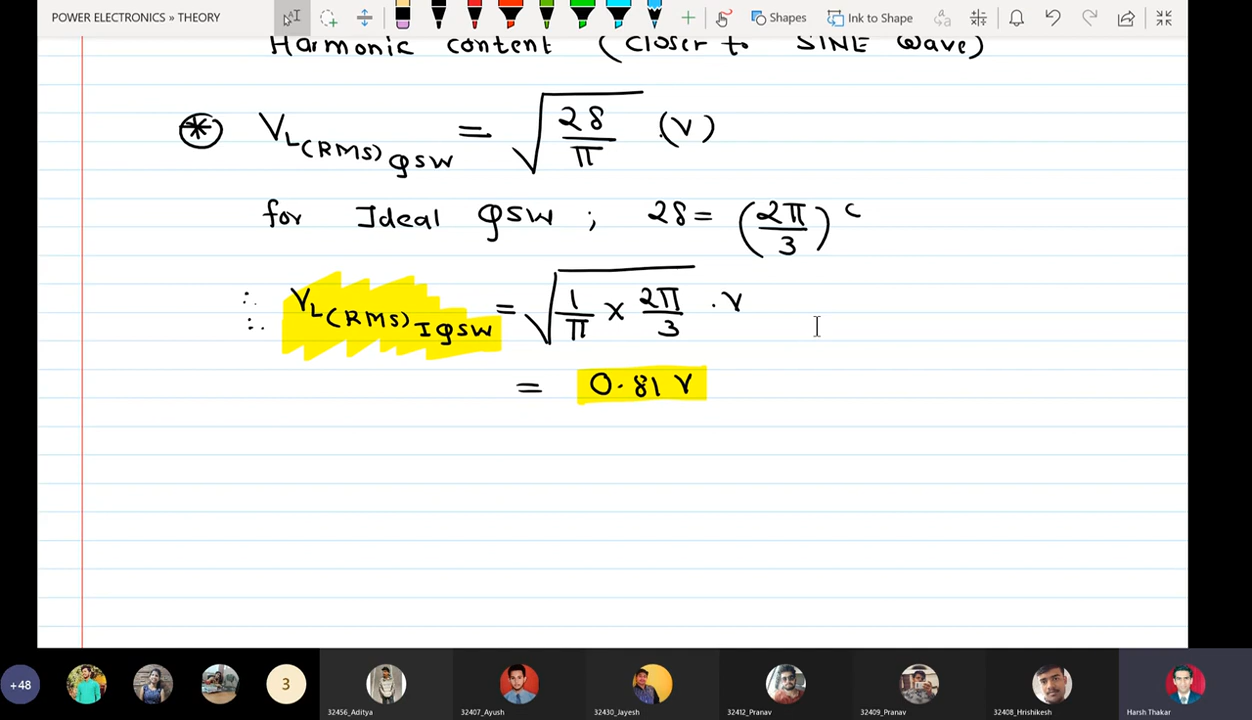 POWER ELECTRONICS » THEORY
Shapes
Ink to Shape
Harmonic content (closer to SINE wave)
* V_L(RMS) QSW = √(2δ/π) (V)
for Ideal QSW ; 2δ = (2π/3)ᶜ
∴ V_L(RMS) IQSW = √(1/π × 2π/3) . V
= 0.81 V
+48
3
32456_Aditya
32407_Ayush
32430_Jayesh
32412_Pranav
32409_Pranav
32408_Hrishikesh
Harsh Thakar